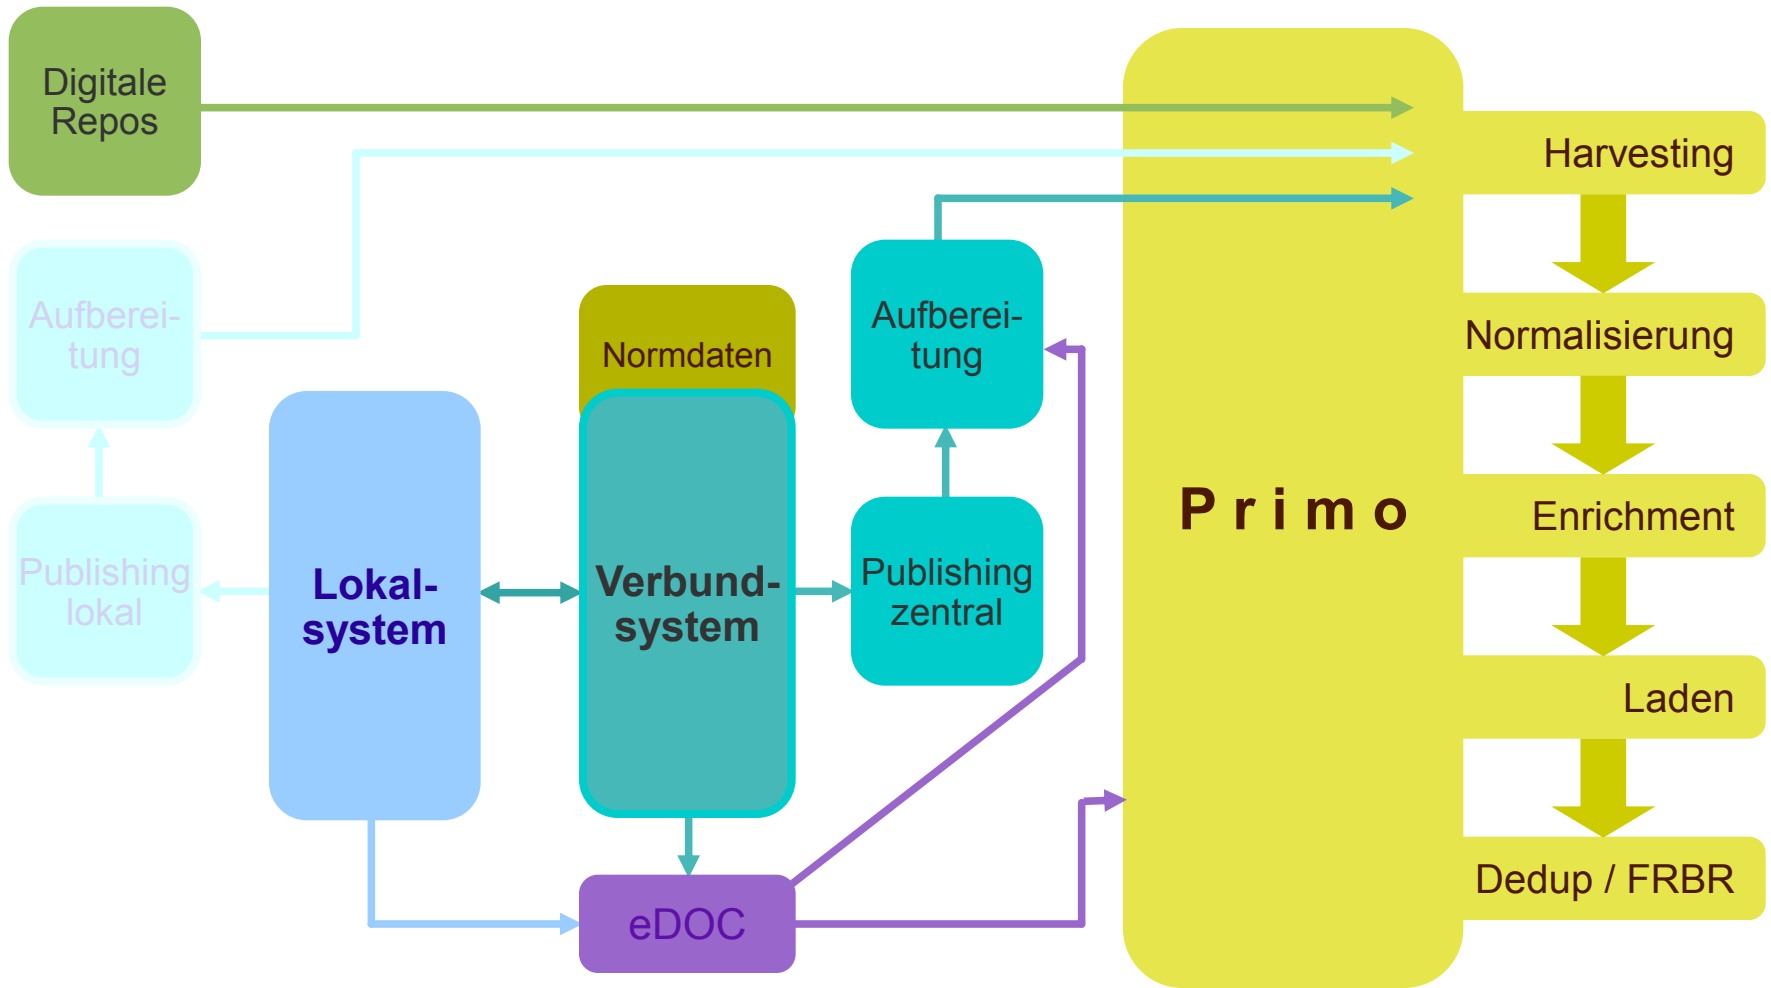 Digitale
Repos
Harvesting
Aufberei-
tung
Normdaten
Aufberei-
tung
Normalisierung
Publishing
lokal
Lokal-
system
Verbund-
system
Publishing
zentral
P r i m o
Enrichment
Laden
eDOC
Dedup / FRBR